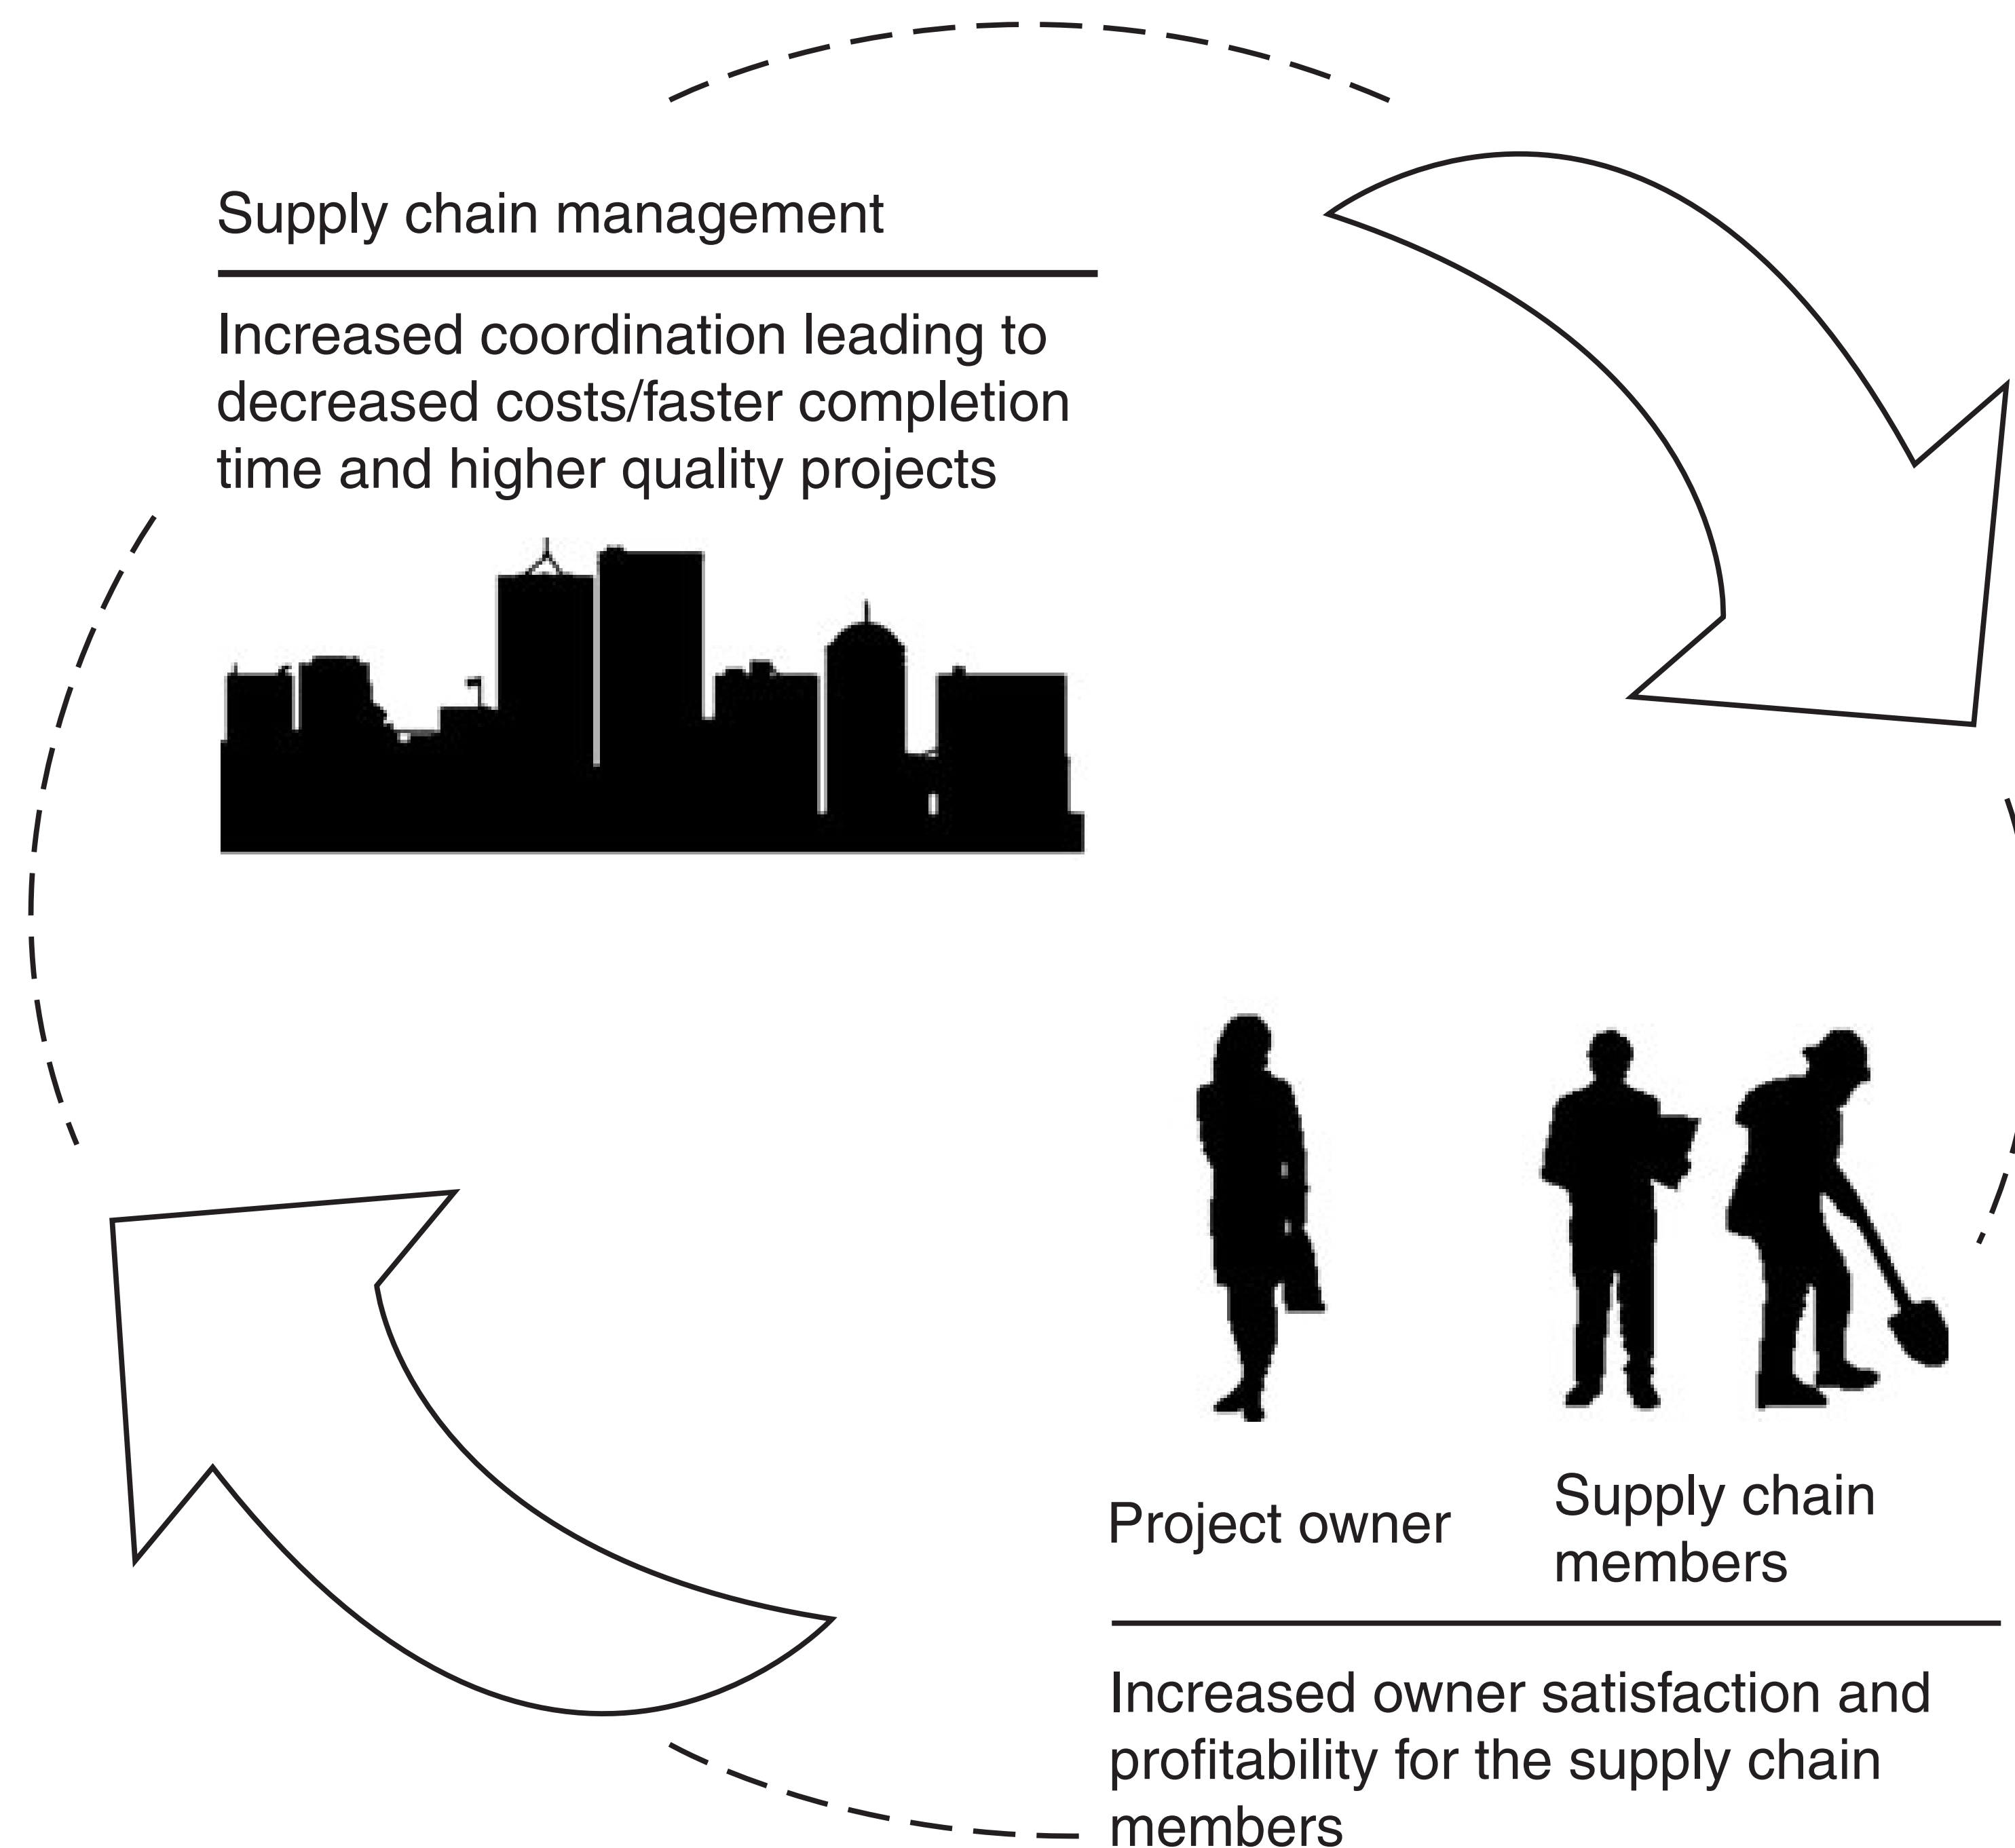 Supply chain management
Increased coordination leading to
decreased costs/faster completion
time and higher quality projects
Project owner
Supply chain
members
Increased owner satisfaction and
profitability for the supply chain
members